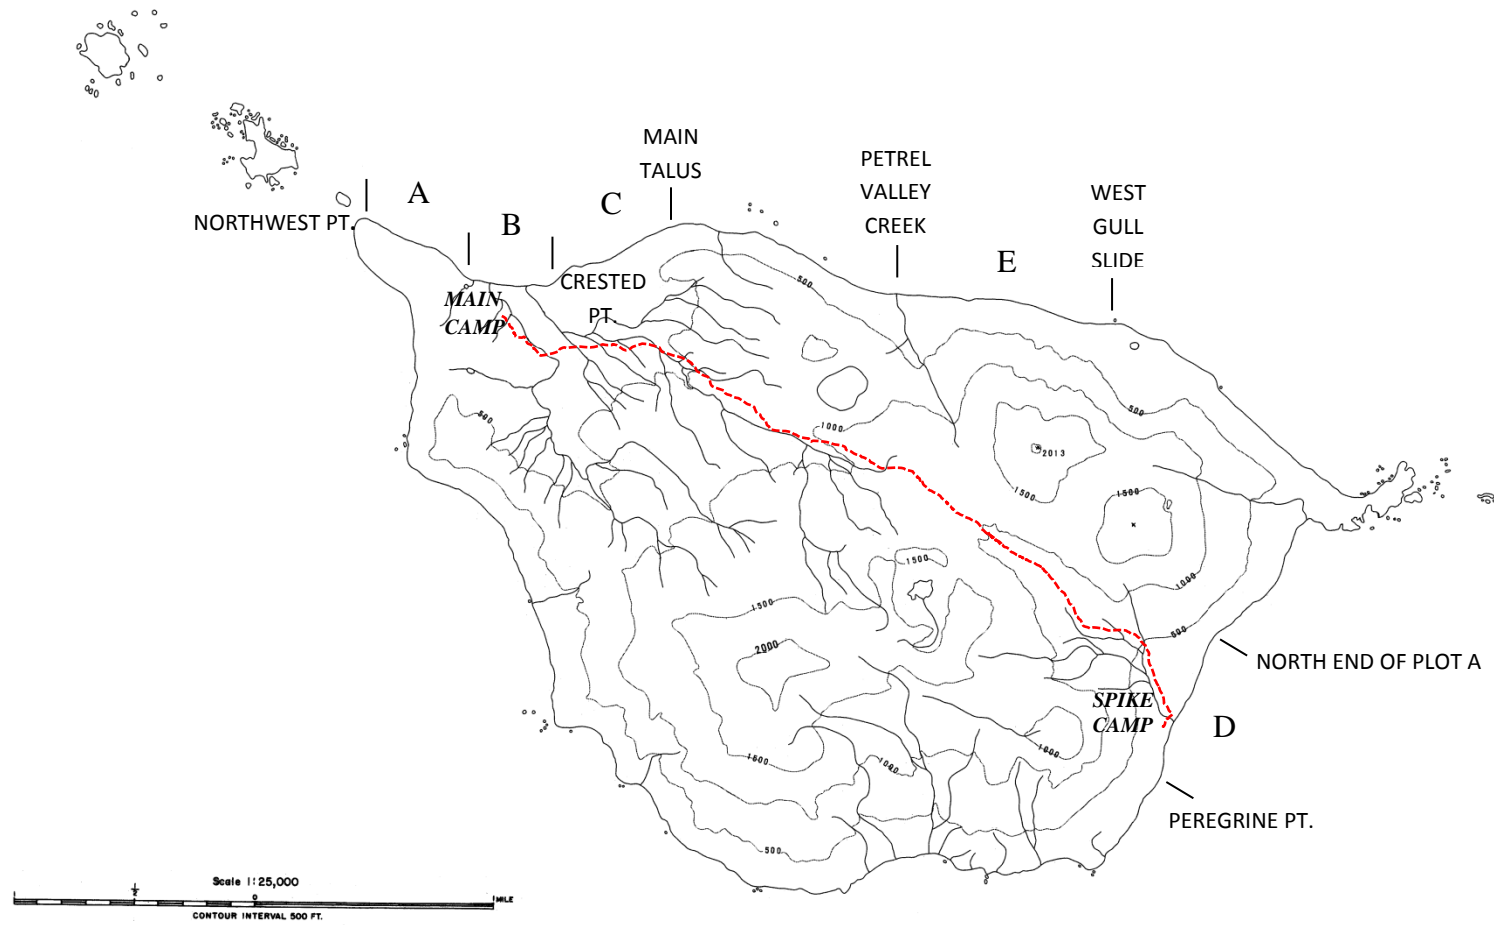 MAIN
TALUS
PETREL
VALLEY
CREEK
WEST
GULL
SLIDE
A
B
C
E
NORTHWEST PT.
CRESTED
PT.
MAIN
CAMP
500
500
1000
500
2013
1500
1500
1500
1000
1500
500
2000
NORTH END OF PLOT A
SPIKE
CAMP
D
1000
1500
1000
500
PEREGRINE PT.
Scale 1:25,000
1/2
0
1 MILE
CONTOUR INTERVAL 500 FT.